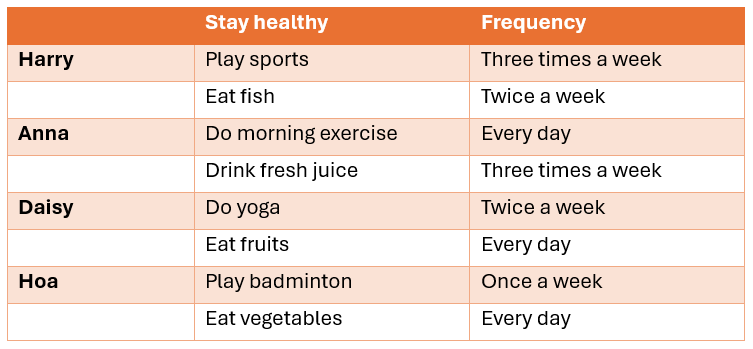 Stay healthy Frequency
Harry Play sports Three times a week
Eat fish Twice a week
Anna Do morning exercise Every day
Drink fresh juice Three times a week
Daisy Do yoga Twice a week
Eat fruits Every day
Hoa Play badminton Once a week
Eat vegetables Every day